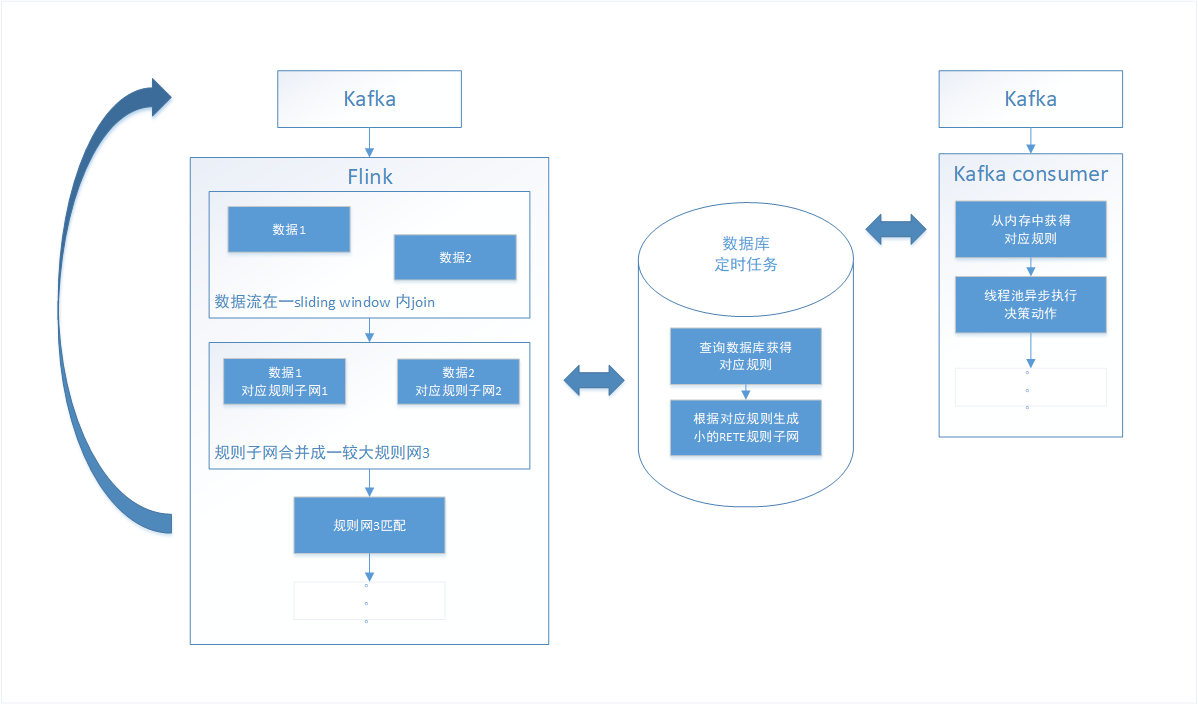 Kafka
Flink
数据1
数据2
数据流在一sliding window 内join
数据1
对应规则子网1
数据2
对应规则子网2
规则子网合并成一较大规则网3
规则网3匹配
数据库
定时任务
查询数据库获得
对应规则
根据对应规则生成
小的RETE规则子网
Kafka
Kafka consumer
从内存中获得
对应规则
线程池异步执行
决策动作